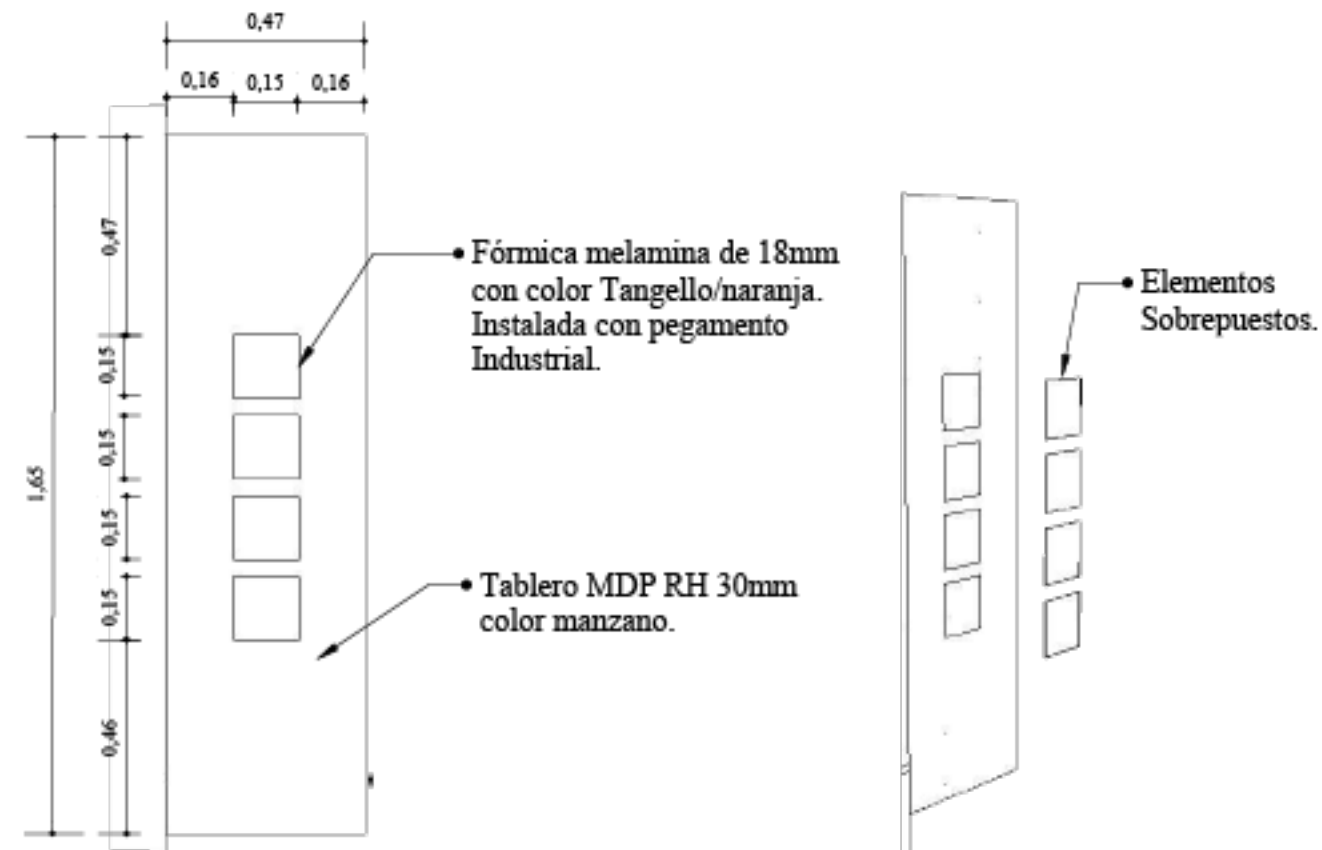 0,47
0,16 0,15 0,16
0,47
0,15
0,15
0,15
0,15
0,46
1,65
Fórmica melamina de 18mm
con color Tangello/naranja.
Instalada con pegamento
Industrial.
Tablero MDP RH 30mm
color manzano.
Elementos
Sobrepuestos.